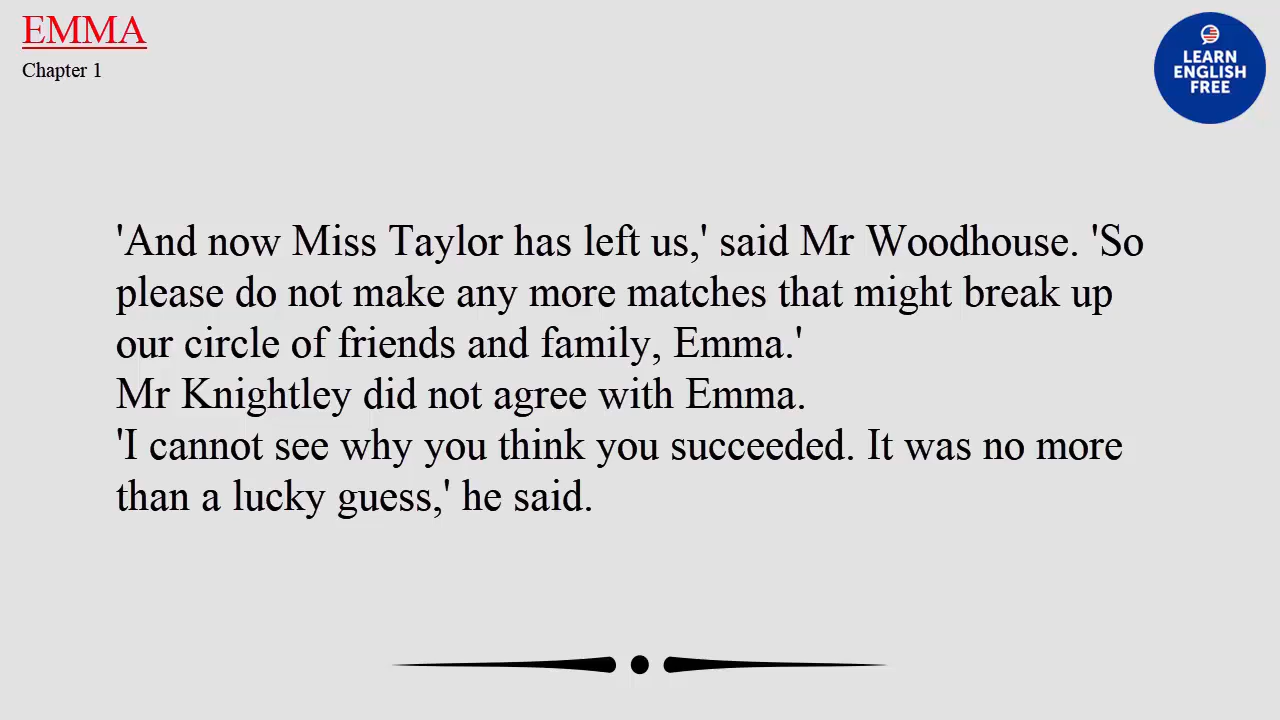 EMMA
Chapter 1
LEARN
ENGLISH
FREE
'And now Miss Taylor has left us,' said Mr Woodhouse. 'So
please do not make any more matches that might break up
our circle of friends and family, Emma.'
Mr Knightley did not agree with Emma.
'I cannot see why you think you succeeded. It was no more
than a lucky guess,' he said.